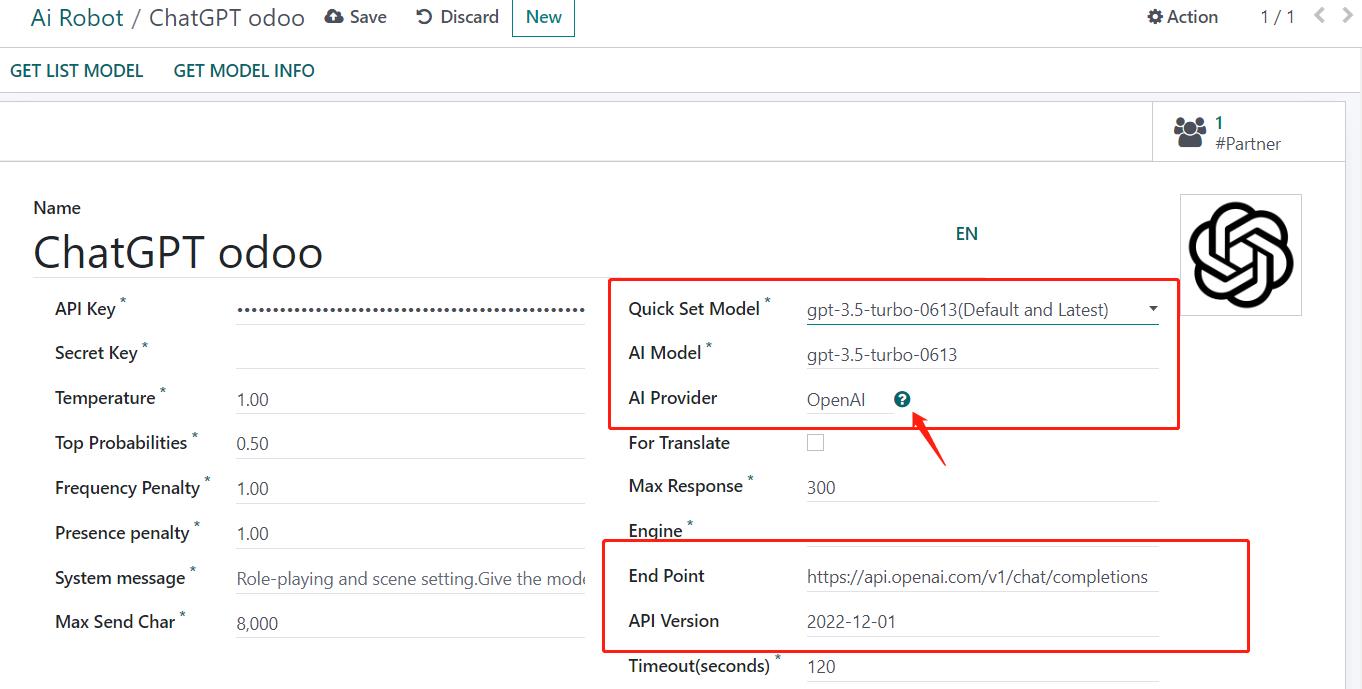 Ai Robot / ChatGPT odoo Save Discard New Action 1 / 1
GET LIST MODEL GET MODEL INFO
1
#Partner
Name
ChatGPT odoo
EN
API Key * ••••••••••••••••••••••••••••••••••••••••••••••••••
Secret Key *
Temperature * 1.00
Top Probabilities * 0.50
Frequency Penalty * 1.00
Presence penalty * 1.00
System message * Role-playing and scene setting.Give the mode
Max Send Char * 8,000
Quick Set Model * gpt-3.5-turbo-0613(Default and Latest)
AI Model * gpt-3.5-turbo-0613
AI Provider OpenAI ?
For Translate
Max Response * 300
Engine *
End Point https://api.openai.com/v1/chat/completions
API Version 2022-12-01
Timeout(seconds) * 120